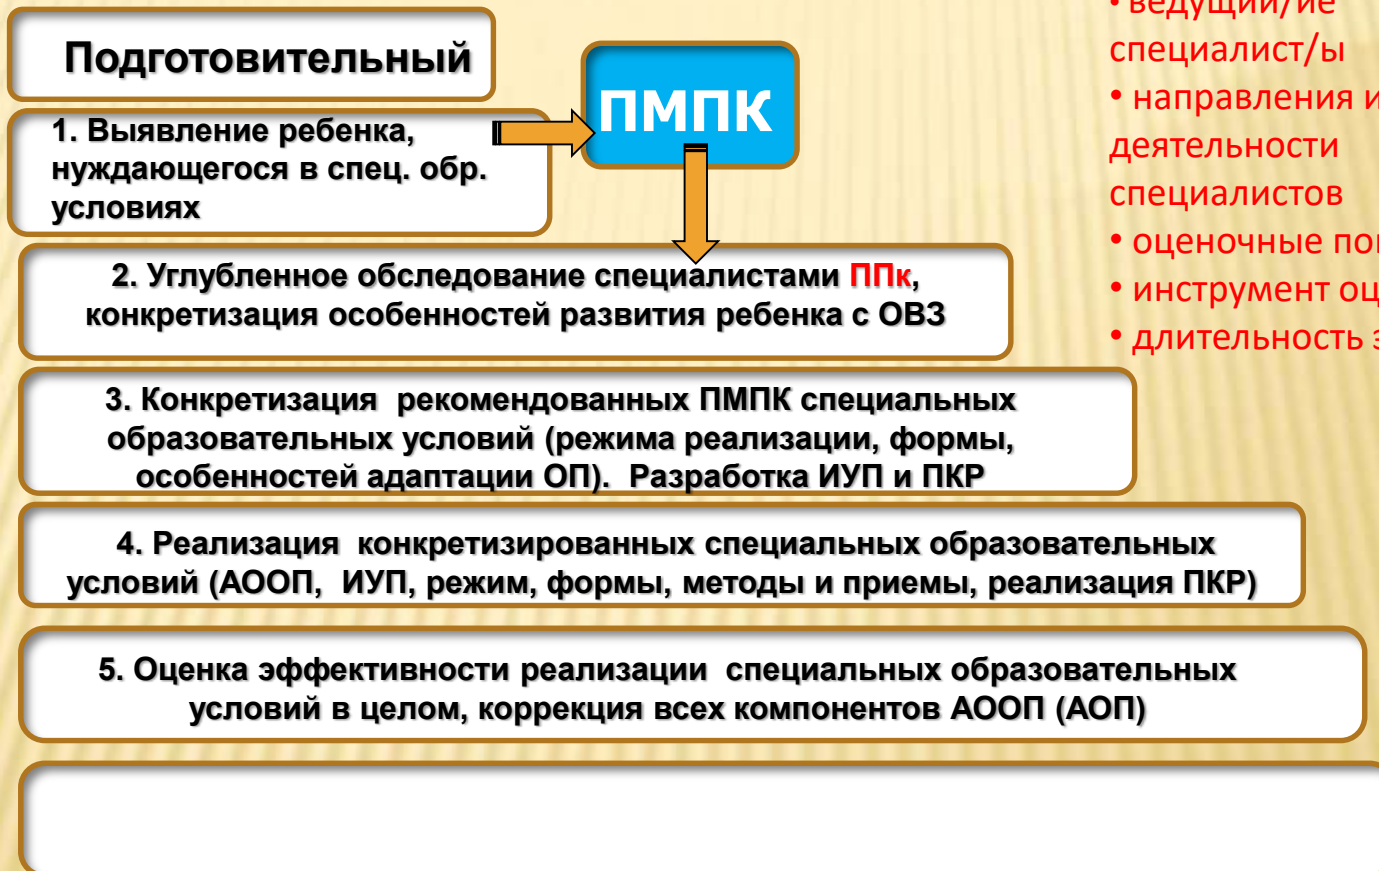 Подготовительный
ПМПК
1. Выявление ребенка,
нуждающегося в спец. обр.
условиях
2. Углубленное обследование специалистами ППк,
конкретизация особенностей развития ребенка с ОВЗ
3. Конкретизация рекомендованных ПМПК специальных
образовательных условий (режима реализации, формы,
особенностей адаптации ОП). Разработка ИУП и ПКР
4. Реализация конкретизированных специальных образовательных
условий (АООП, ИУП, режим, формы, методы и приемы, реализация ПКР)
5. Оценка эффективности реализации специальных образовательных
условий в целом, коррекция всех компонентов АООП (АОП)
• ведущий/ие
специалист/ы
• направления и
деятельности
специалистов
• оценочные
• инструмент
• длительность